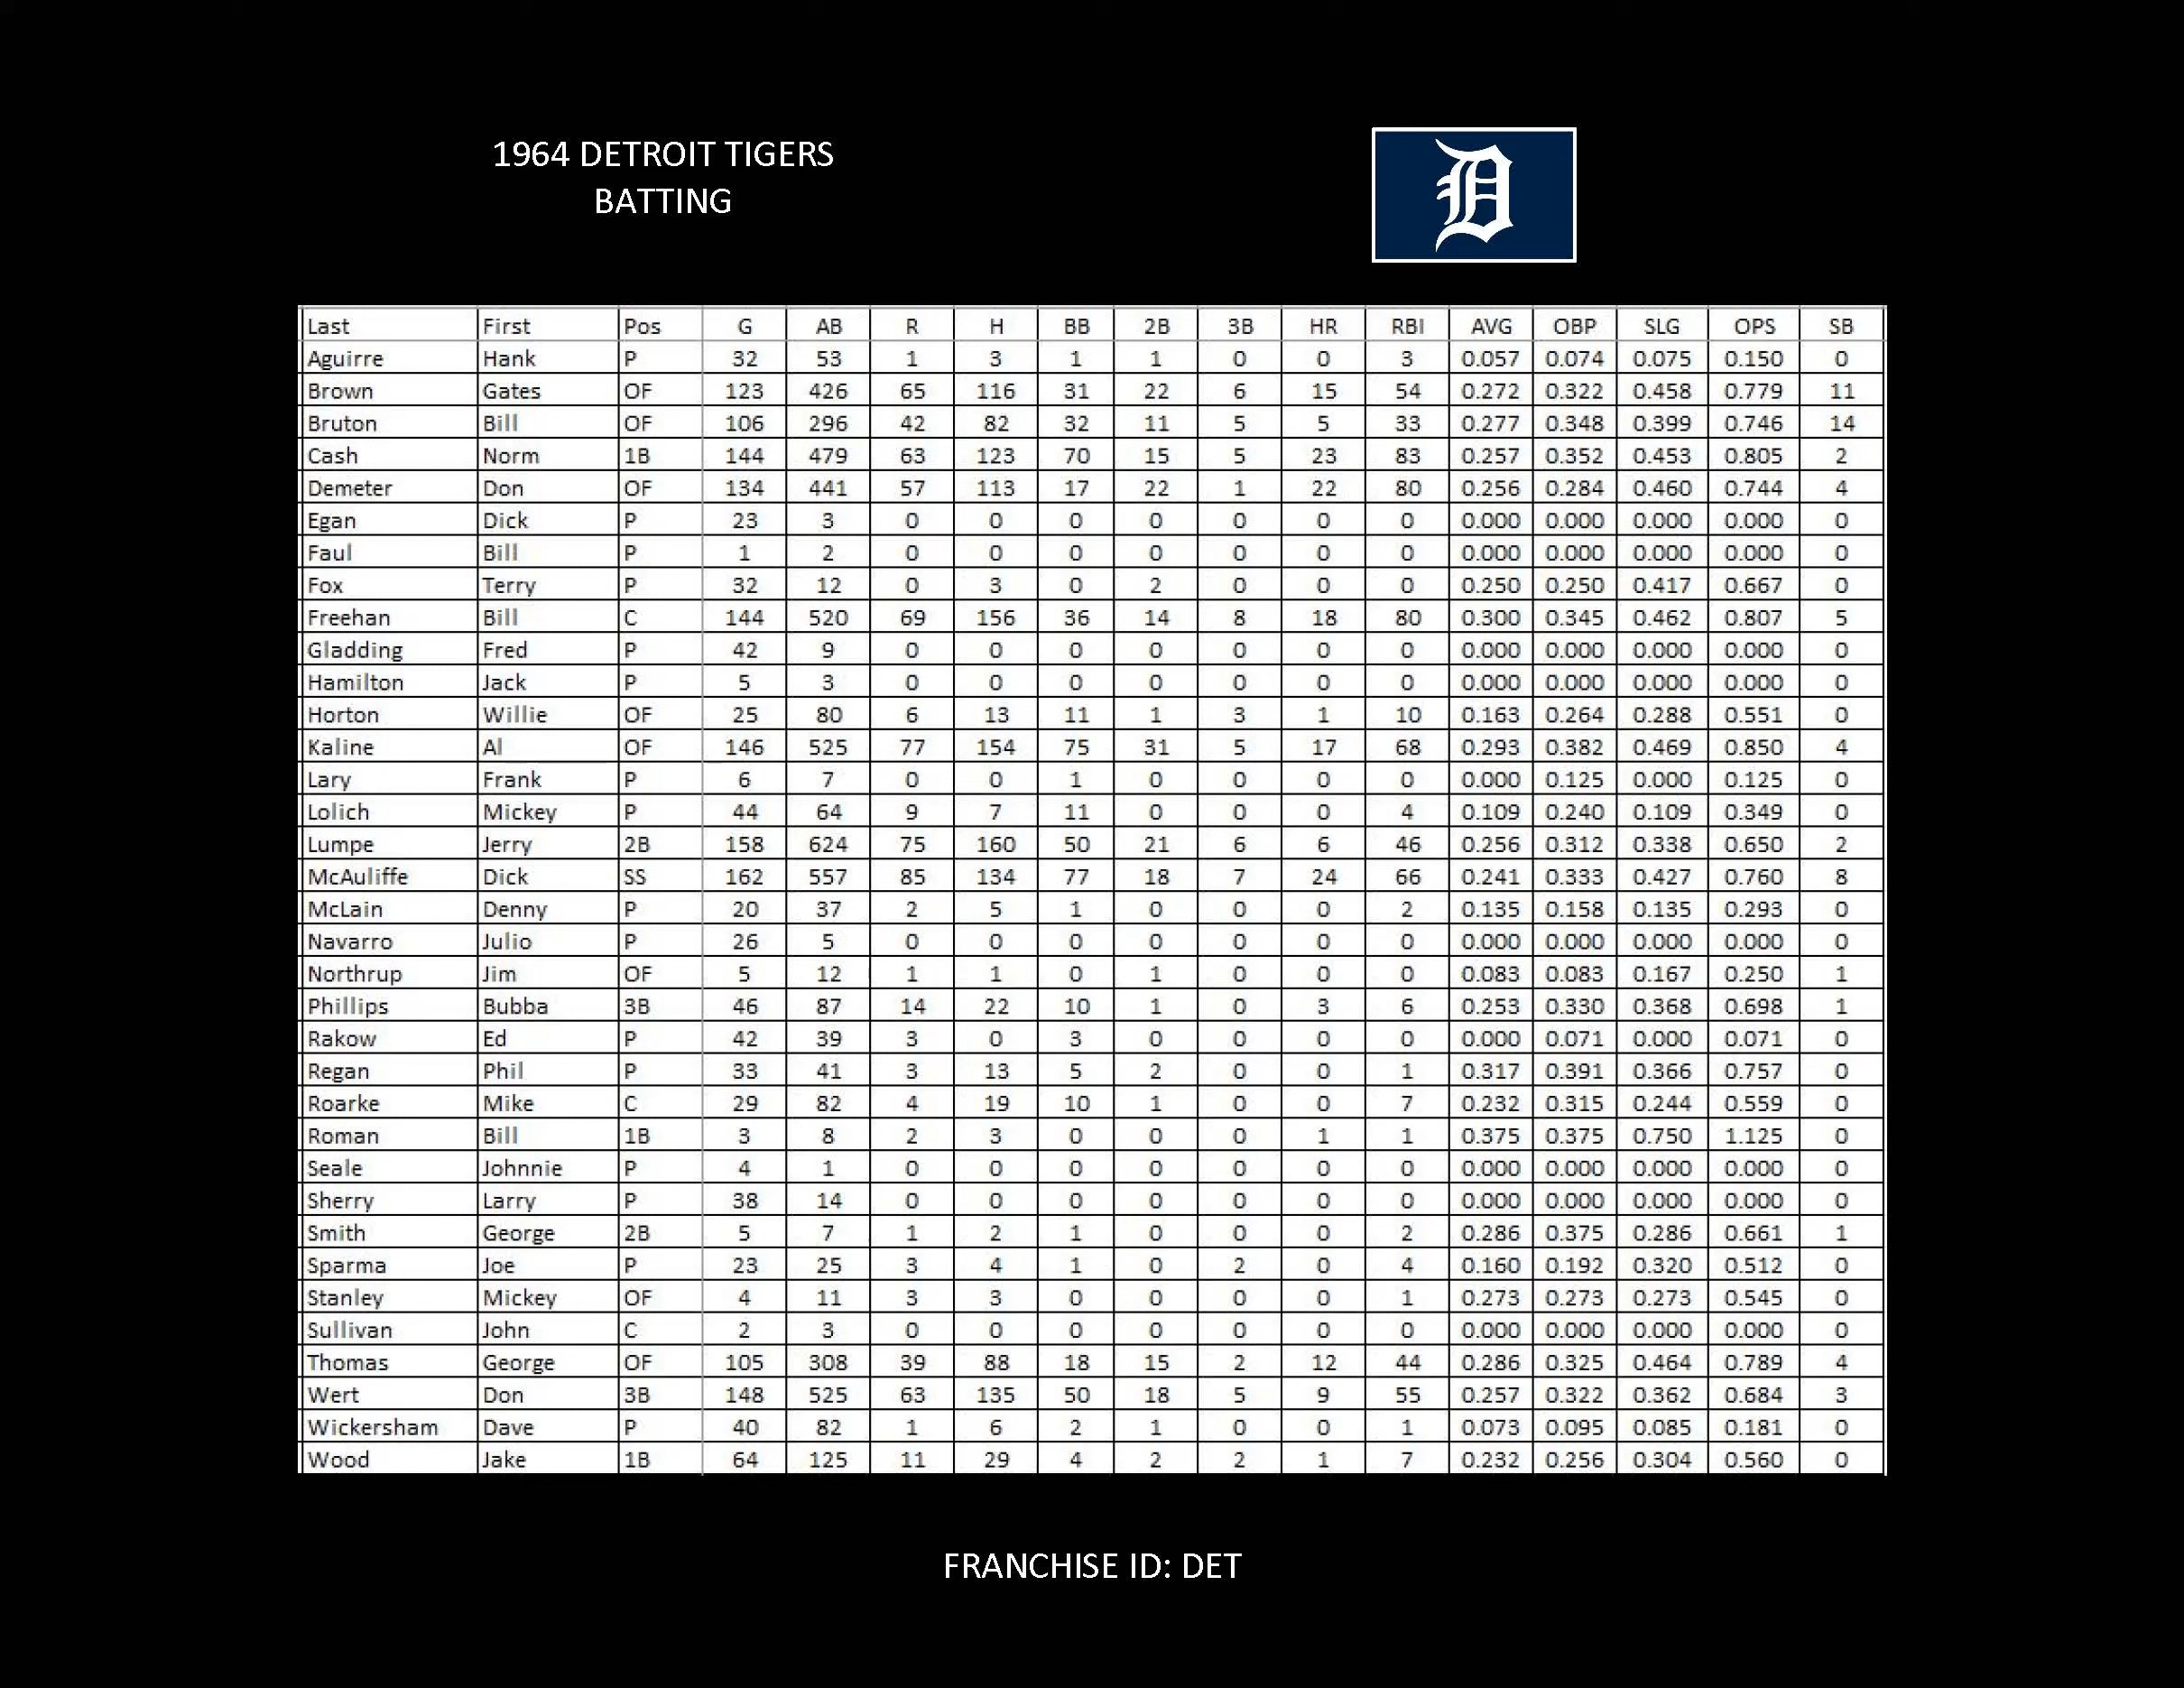 1964 DETROIT TIGERS
BATTING
D
Last First Pos G AB R H BB 2B 3B HR RBI AVG OBP SLG OPS SB
Aguirre Hank P 32 53 1 3 1 1 0 0 3 0.057 0.074 0.075 0.150 0
Brown Gates OF 123 426 65 116 31 22 6 15 54 0.272 0.322 0.458 0.779 11
Bruton Bill OF 106 296 42 82 32 11 5 5 33 0.277 0.348 0.399 0.746 14
Cash Norm 1B 144 479 63 123 70 15 5 23 83 0.257 0.352 0.453 0.805 2
Demeter Don OF 134 441 57 113 17 22 1 22 80 0.256 0.284 0.460 0.744 4
Egan Dick P 23 3 0 0 0 0 0 0 0 0.000 0.000 0.000 0.000 0
Faul Bill P 1 2 0 0 0 0 0 0 0 0.000 0.000 0.000 0.000 0
Fox Terry P 32 12 0 3 0 2 0 0 0 0.250 0.250 0.417 0.667 0
Freehan Bill C 144 520 69 156 36 14 8 18 80 0.300 0.345 0.462 0.807 5
Gladding Fred P 42 9 0 0 0 0 0 0 0 0.000 0.000 0.000 0.000 0
Hamilton Jack P 5 3 0 0 0 0 0 0 0 0.000 0.000 0.000 0.000 0
Horton Willie OF 25 80 6 13 11 1 3 1 10 0.163 0.264 0.288 0.551 0
Kaline Al OF 146 525 77 154 75 31 5 17 68 0.293 0.382 0.469 0.850 4
Lary Frank P 6 7 0 0 1 0 0 0 0 0.000 0.125 0.000 0.125 0
Lolich Mickey P 44 64 9 7 11 0 0 0 4 0.109 0.240 0.109 0.349 0
Lumpe Jerry 2B 158 624 75 160 50 21 6 6 46 0.256 0.312 0.338 0.650 2
McAuliffe Dick SS 162 557 85 134 77 18 7 24 66 0.241 0.333 0.427 0.760 8
McLain Denny P 20 37 2 5 1 0 0 0 2 0.135 0.158 0.135 0.293 0
Navarro Julio P 26 5 0 0 0 0 0 0 0 0.000 0.000 0.000 0.000 0
Northrup Jim OF 5 12 1 1 0 1 0 0 0 0.083 0.083 0.167 0.250 1
Phillips Bubba 3B 46 87 14 22 10 1 0 3 6 0.253 0.330 0.368 0.698 1
Rakow Ed P 42 39 3 0 3 0 0 0 0 0.000 0.071 0.000 0.071 0
Regan Phil P 33 41 3 13 5 2 0 0 1 0.317 0.391 0.366 0.757 0
Roarke Mike C 29 82 4 19 10 1 0 0 7 0.232 0.315 0.244 0.559 0
Roman Bill 1B 3 8 2 3 0 0 0 1 1 0.375 0.375 0.750 1.125 0
Seale Johnnie P 4 1 0 0 0 0 0 0 0 0.000 0.000 0.000 0.000 0
Sherry Larry P 38 14 0 0 0 0 0 0 0 0.000 0.000 0.000 0.000 0
Smith George 2B 5 7 1 2 1 0 0 0 2 0.286 0.375 0.286 0.661 1
Sparma Joe P 23 25 3 4 1 0 2 0 4 0.160 0.192 0.320 0.512 0
Stanley Mickey OF 4 11 3 3 0 0 0 0 1 0.273 0.273 0.273 0.545 0
Sullivan John C 2 3 0 0 0 0 0 0 0 0.000 0.000 0.000 0.000 0
Thomas George OF 105 308 39 88 18 15 2 12 44 0.286 0.325 0.464 0.789 4
Wert Don 3B 148 525 63 135 50 18 5 9 55 0.257 0.322 0.362 0.684 3
Wickersham Dave P 40 82 1 6 2 1 0 0 1 0.073 0.095 0.085 0.181 0
Wood Jake 1B 64 125 11 29 4 2 2 1 7 0.232 0.256 0.304 0.560 0
FRANCHISE ID: DET